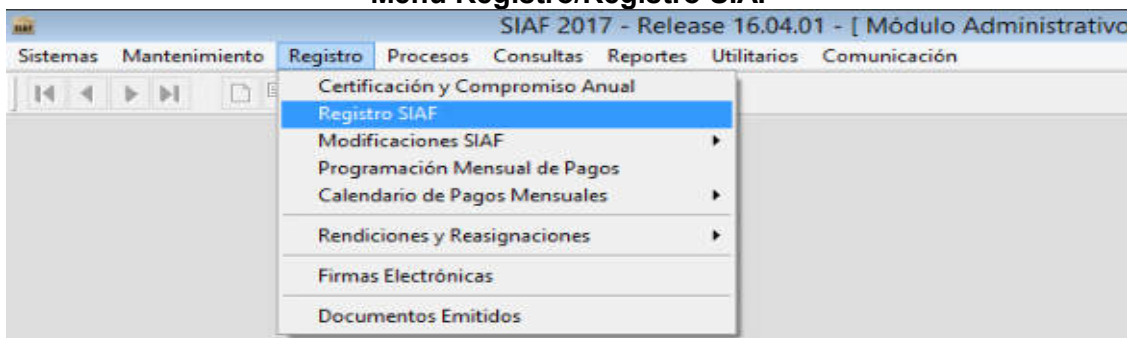 Menú Registro/Registro SIAF
SIAF 2017 - Release 16.04.01 - [ Módulo Administrativo
Sistemas Mantenimiento Registro Procesos Consultas Reportes Utilitarios Comunicación
Certificación y Compromiso Anual
Registro SIAF
Modificaciones SIAF
Programación Mensual de Pagos
Calendario de Pagos Mensuales
Rendiciones y Reasignaciones
Firmas Electrónicas
Documentos Emitidos